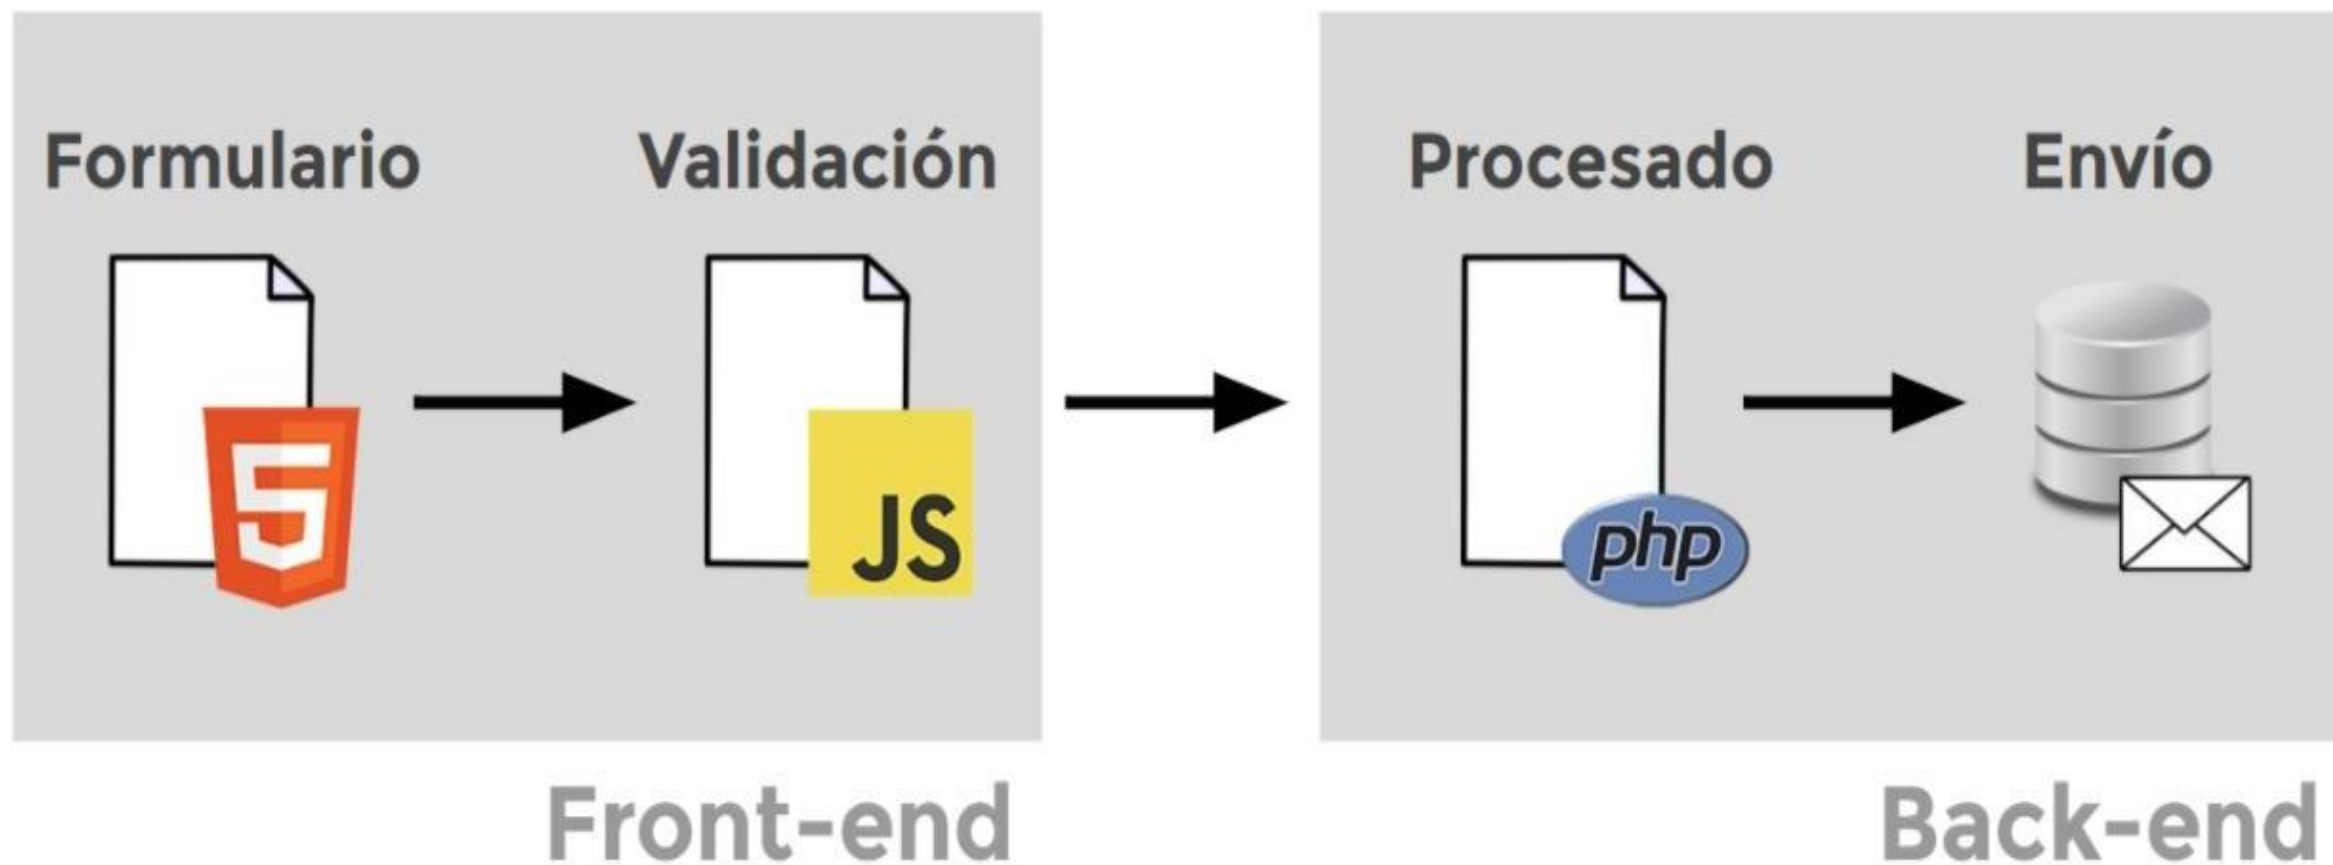 Formulario
Validación
Procesado
Envío
5
JS
php
Front-end
Back-end